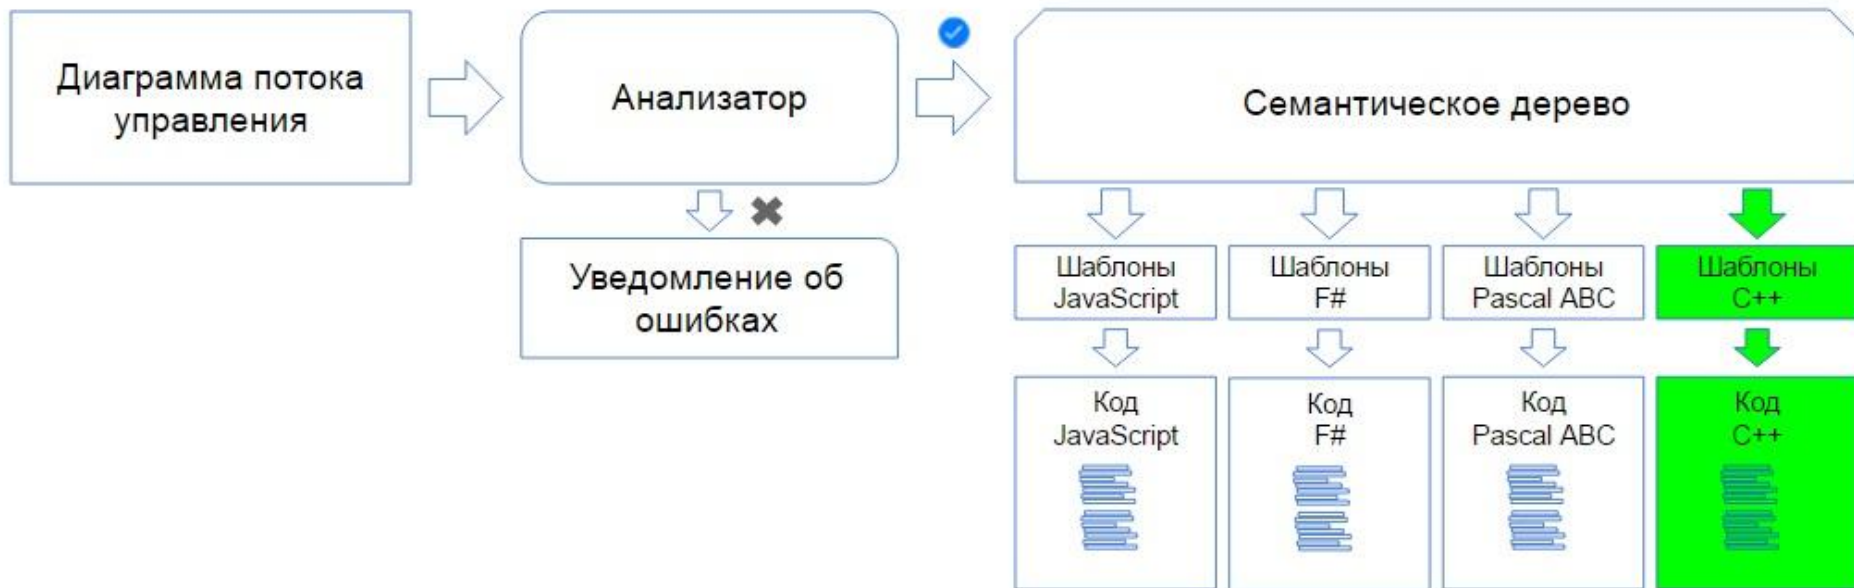 Диаграмма потока
управления
Анализатор
Семантическое дерево
Уведомление об
ошибках
Шаблоны
JavaScript
Шаблоны
F#
Шаблоны
Pascal ABC
Шаблоны
C++
Код
JavaScript
Код
F#
Код
Pascal ABC
Код
C++